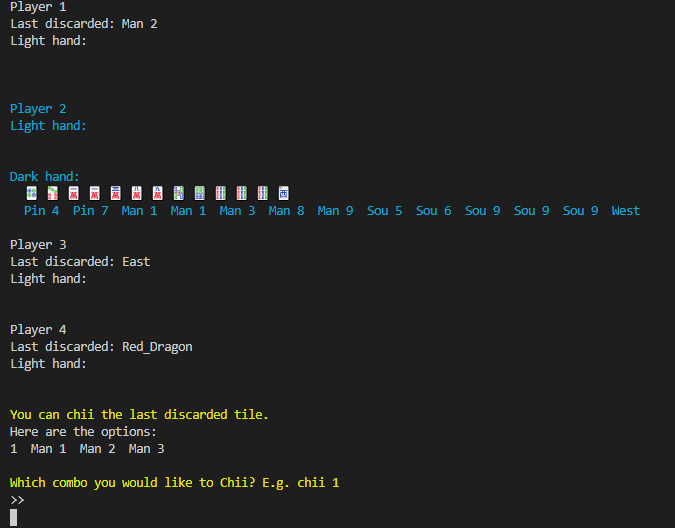 Player 1
Last discarded: Man 2
Light hand:
Player 2
Light hand:
Dark hand:
Pin 4 Pin 7 Man 1 Man 1 Man 3 Man 8 Man 9 Sou 5 Sou 6 Sou 9 Sou 9 Sou 9 West
Player 3
Last discarded: East
Light hand:
Player 4
Last discarded: Red_Dragon
Light hand:
You can chii the last discarded tile.
Here are the options:
1 Man 1 Man 2 Man 3
Which combo you would like to Chii? E.g. chii 1
>>